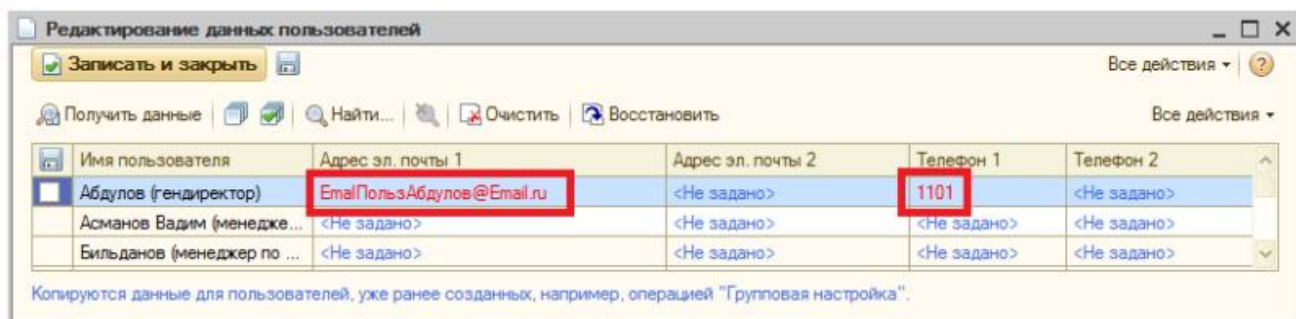 Редактирование данных пользователей
Записать и закрыть Все действия
Получить данные Найти... Очистить Восстановить Все действия
Имя пользователя Адрес эл. почты 1 Адрес эл. почты 2 Телефон 1 Телефон 2
Абдулов (гендиректор) EmalПользАбдулов@Email.ru <Не задано> 1101 <Не задано>
Асманов Вадим (менедже... <Не задано> <Не задано> <Не задано> <Не задано>
Бильданов (менеджер по ... <Не задано> <Не задано> <Не задано> <Не задано>
Копируются данные для пользователей, уже ранее созданных, например, операцией "Групповая настройка".